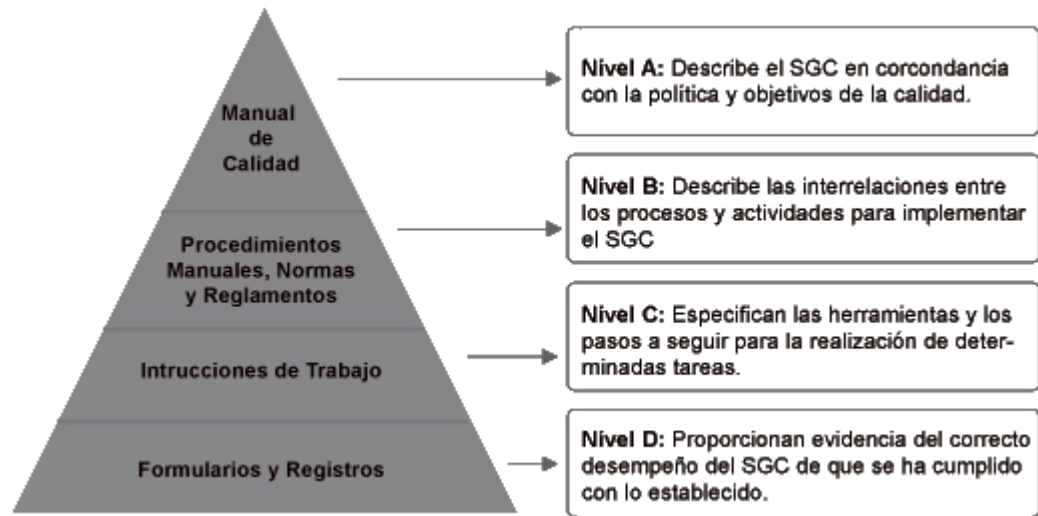 Manual
de
Calidad
Nivel A: Describe el SGC en corcondancia
con la política y objetivos de la calidad.
Procedimientos
Manuales, Normas
y Reglamentos
Nivel B: Describe las interrelaciones entre
los procesos y actividades para implementar
el SGC
Intrucciones de Trabajo
Nivel C: Especifican las herramientas y los
pasos a seguir para la realización de deter-
minadas tareas.
Formularios y Registros
Nivel D: Proporcionan evidencia del correcto
desempeño del SGC de que se ha cumplido
con lo establecido.